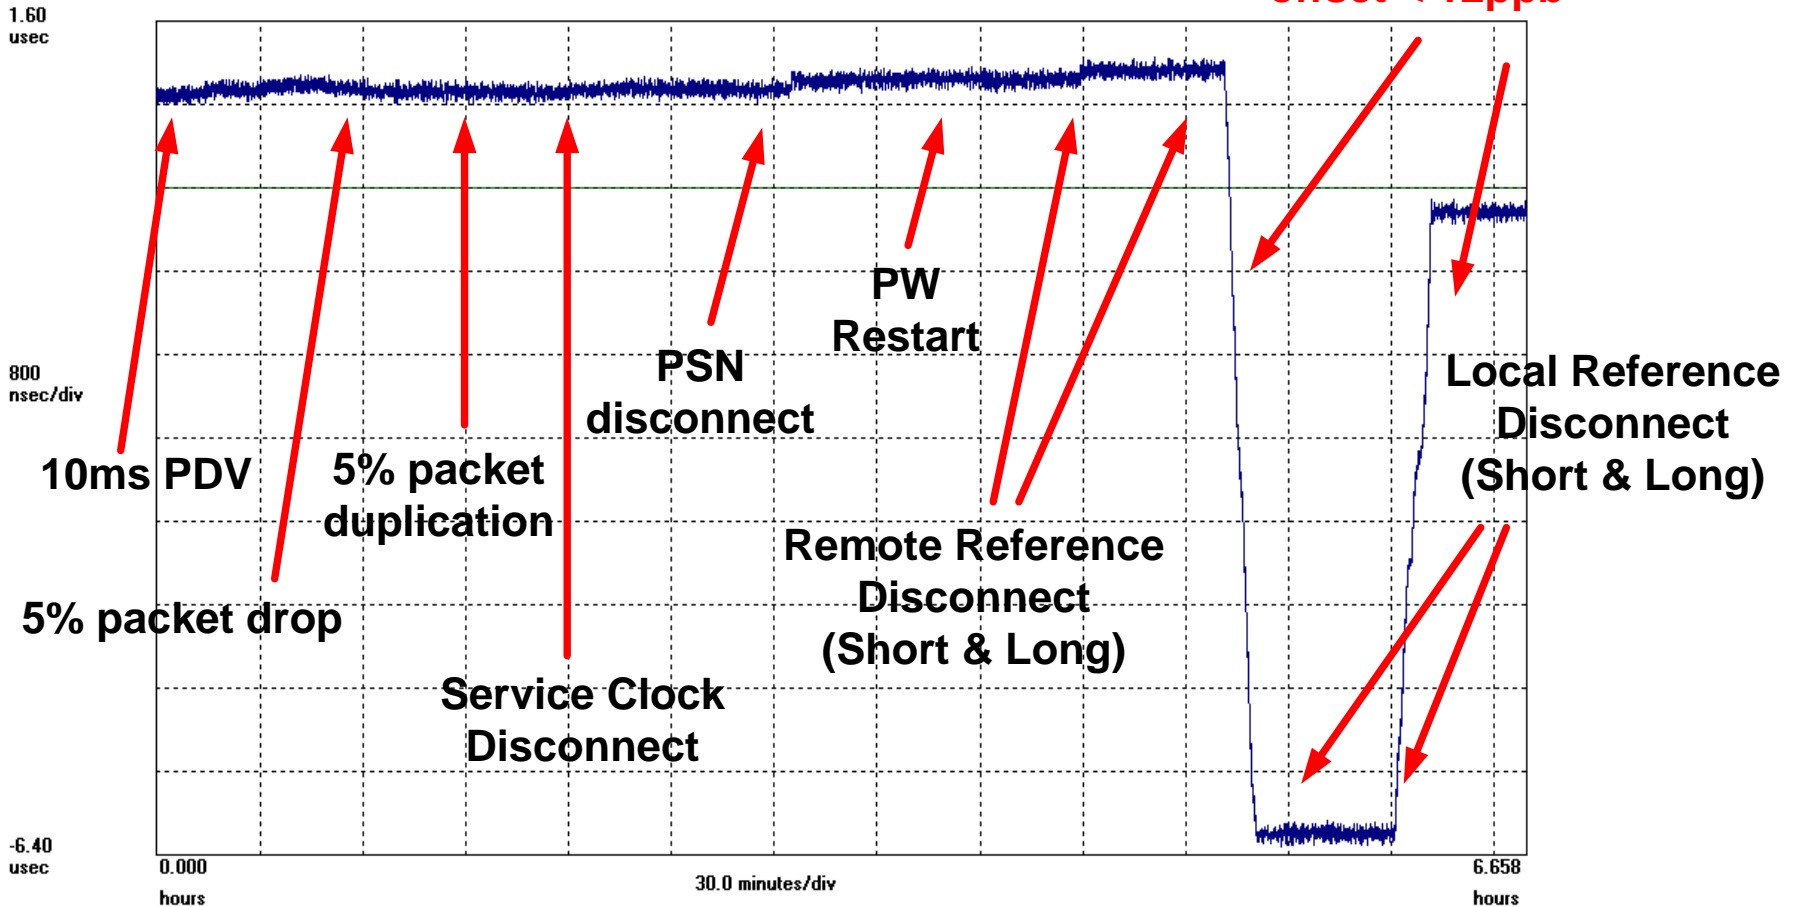 offset < 12ppb
1.60
usec
800
nsec/div
PW
Restart
PSN
disconnect
Local Reference
Disconnect
(Short & Long)
10ms PDV
5% packet
duplication
Remote Reference
Disconnect
(Short & Long)
5% packet drop
Service Clock
Disconnect
-6.40
usec
0.000
hours
30.0 minutes/div
6.658
hours